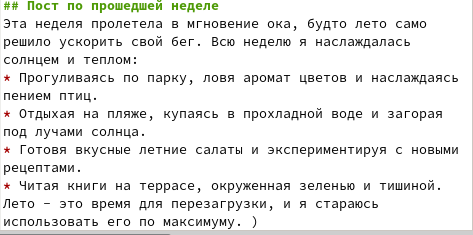 ## Пост по прошедшей неделе
Эта неделя пролетела в мгновение ока, будто лето само
решило ускорить свой бег. Всю неделю я наслаждалась
солнцем и теплом:
* Прогуливаясь по парку, ловя аромат цветов и наслаждаясь
пением птиц.
* Отдыхая на пляже, купаясь в прохладной воде и загорая
под лучами солнца.
* Готовя вкусные летние салаты и экспериментируя с новыми
рецептами.
* Читая книги на террасе, окруженная зеленью и тишиной.
Лето – это время для перезагрузки, и я стараюсь
использовать его по максимуму. )